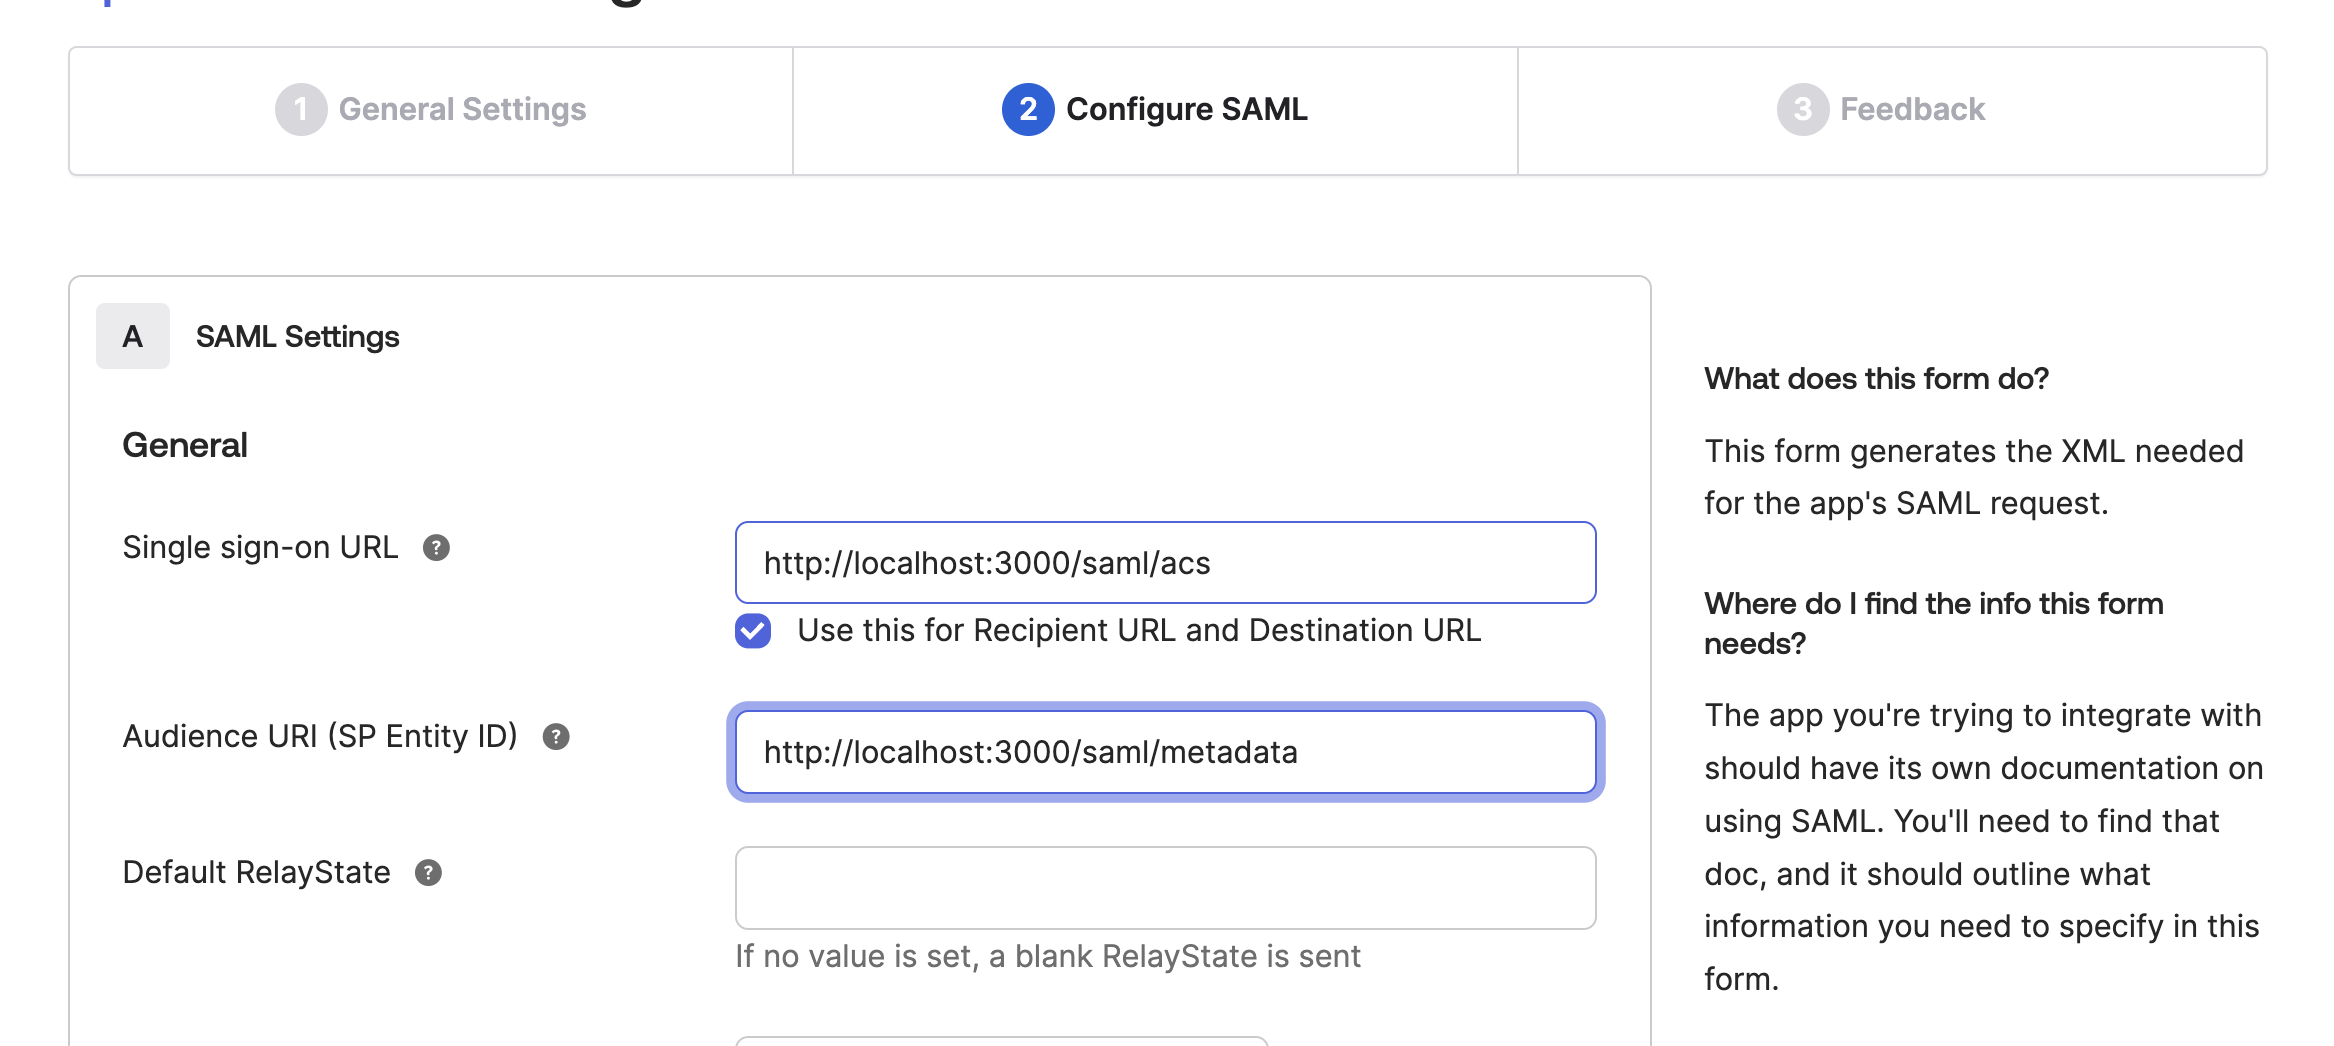 1 General Settings
2 Configure SAML
3 Feedback
A SAML Settings
General
Single sign-on URL ?
http://localhost:3000/saml/acs
Use this for Recipient URL and Destination URL
Audience URI (SP Entity ID) ?
http://localhost:3000/saml/metadata
Default RelayState ?
If no value is set, a blank RelayState is sent
What does this form do?
This form generates the XML needed
for the app's SAML request.
Where do I find the info this form
needs?
The app you're trying to integrate with
should have its own documentation on
using SAML. You'll need to find that
doc, and it should outline what
information you need to specify in this
form.